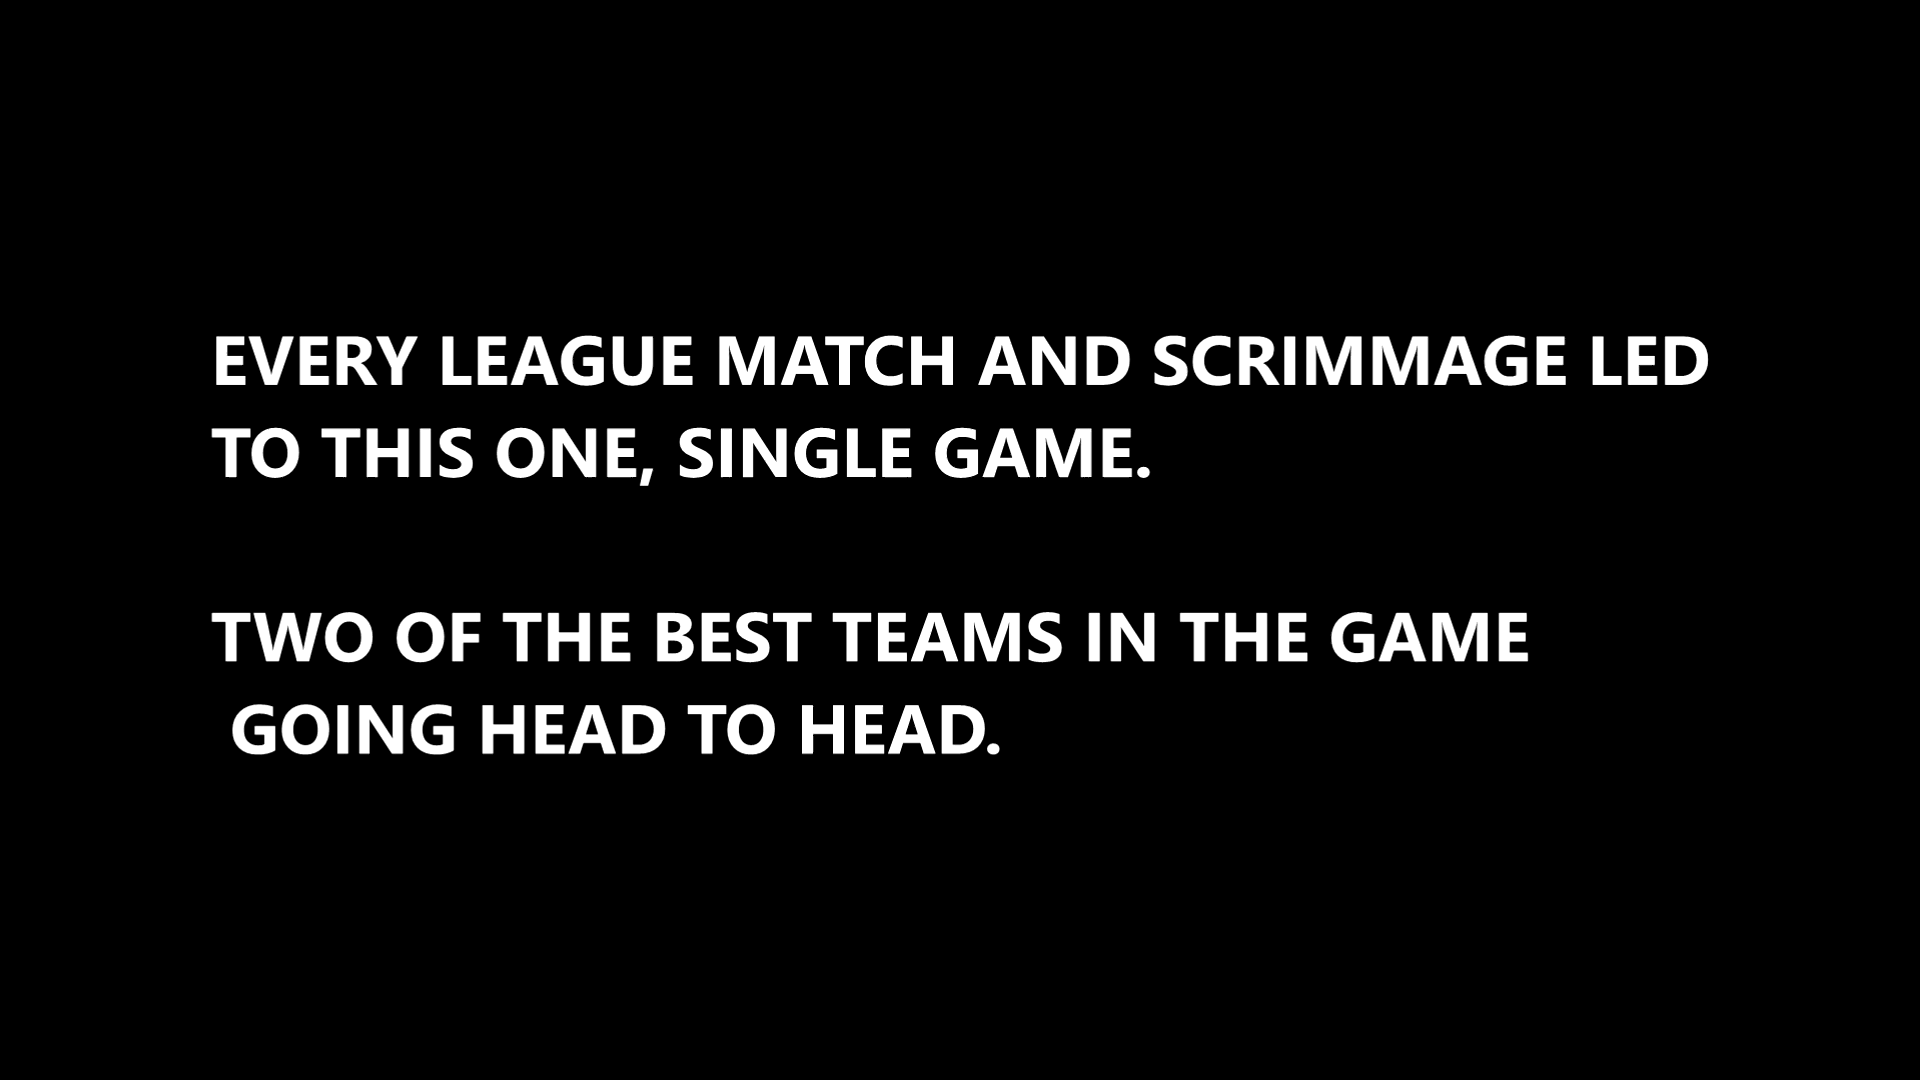 EVERY LEAGUE MATCH AND SCRIMMAGE LED
TO THIS ONE, SINGLE GAME.
TWO OF THE BEST TEAMS IN THE GAME
GOING HEAD TO HEAD.